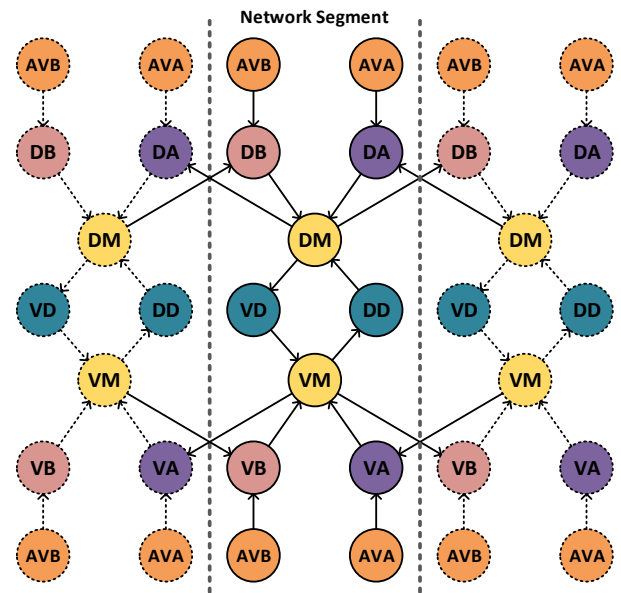 Network Segment
AVB AVA AVB AVA AVB AVA
DB DA DB DA DB DA
DM DM DM
VD DD VD DD VD DD
VM VM VM
VB VA VB VA VB VA
AVB AVA AVB AVA AVB AVA